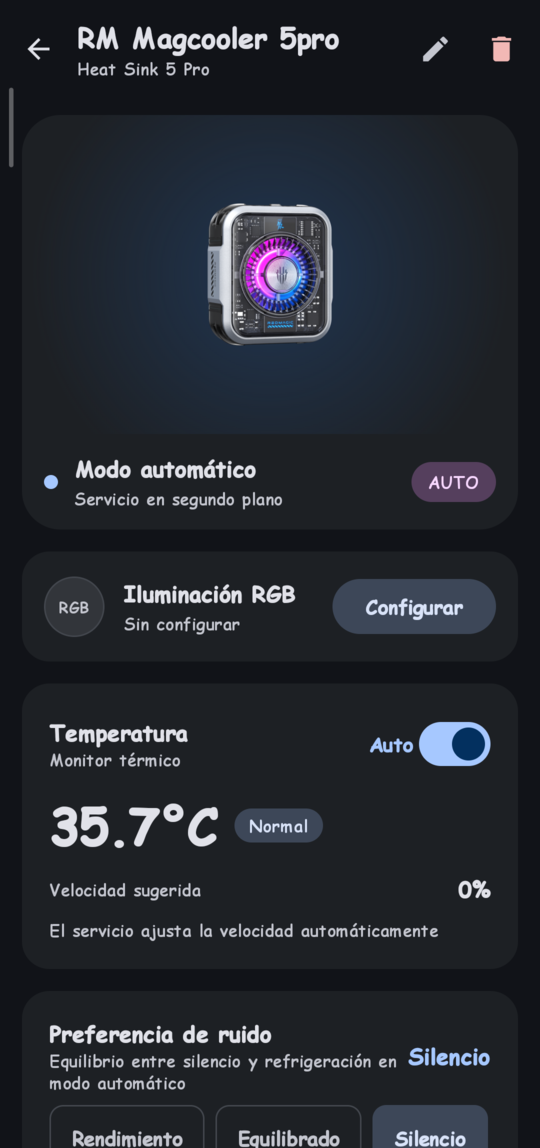 RM Magcooler 5pro
Heat Sink 5 Pro
Modo automático
Servicio en segundo plano
AUTO
RGB
Iluminación RGB
Sin configurar
Configurar
Temperatura
Monitor térmico
Auto
35.7°C
Normal
Velocidad sugerida
0%
El servicio ajusta la velocidad automáticamente
Preferencia de ruido
Equilibrio entre silencio y refrigeración en
modo automático
Silencio
Rendimiento
Equilibrado
Silencio